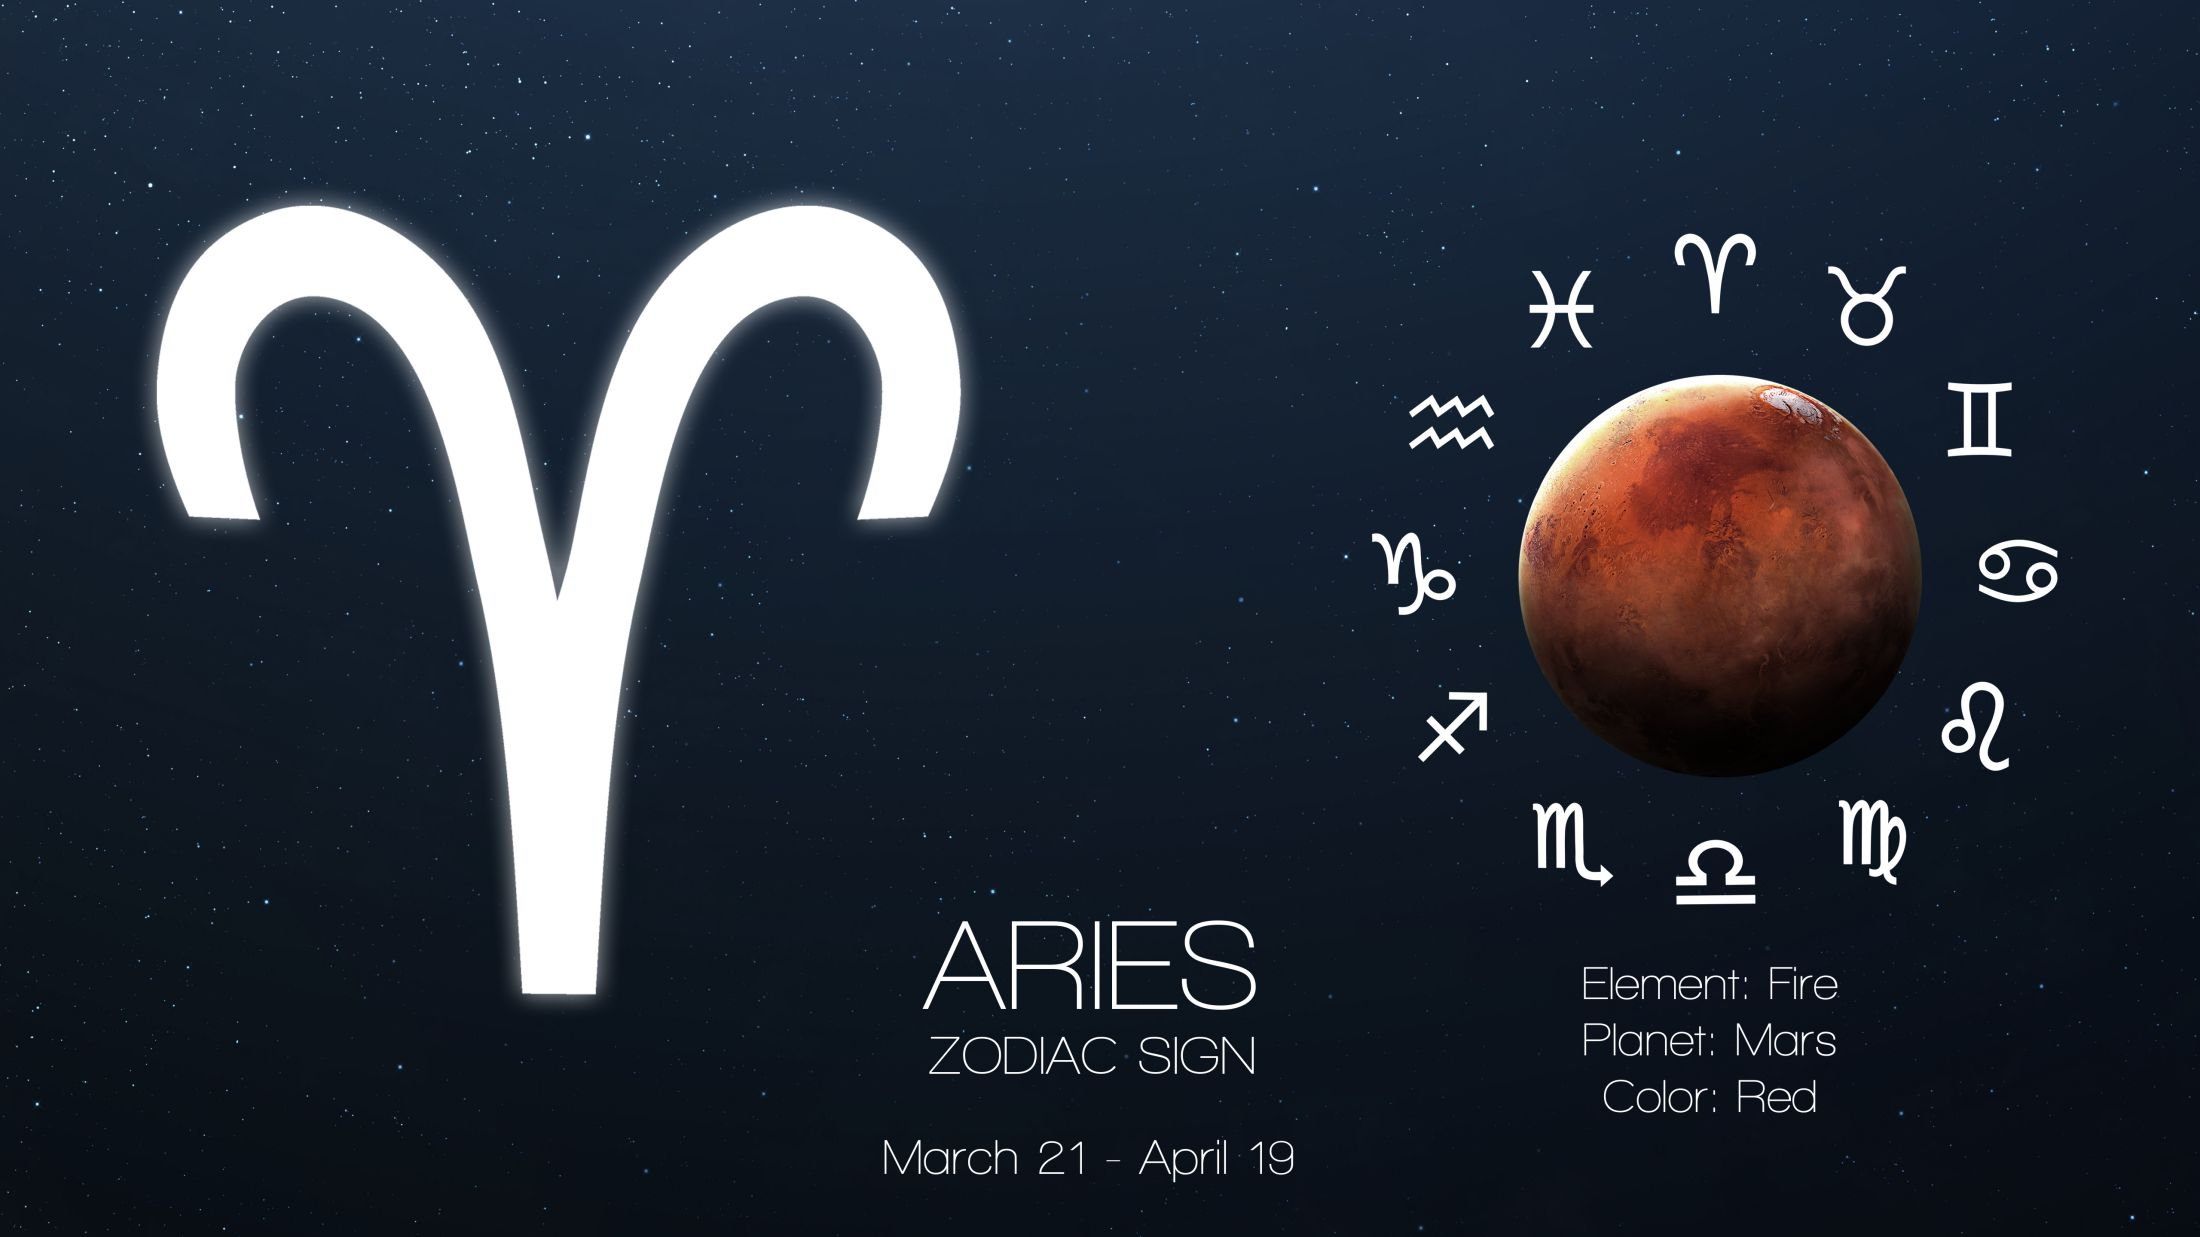 ARIES
ZODIAC SIGN
March 21 - April 19
Element: Fire
Planet: Mars
Color: Red